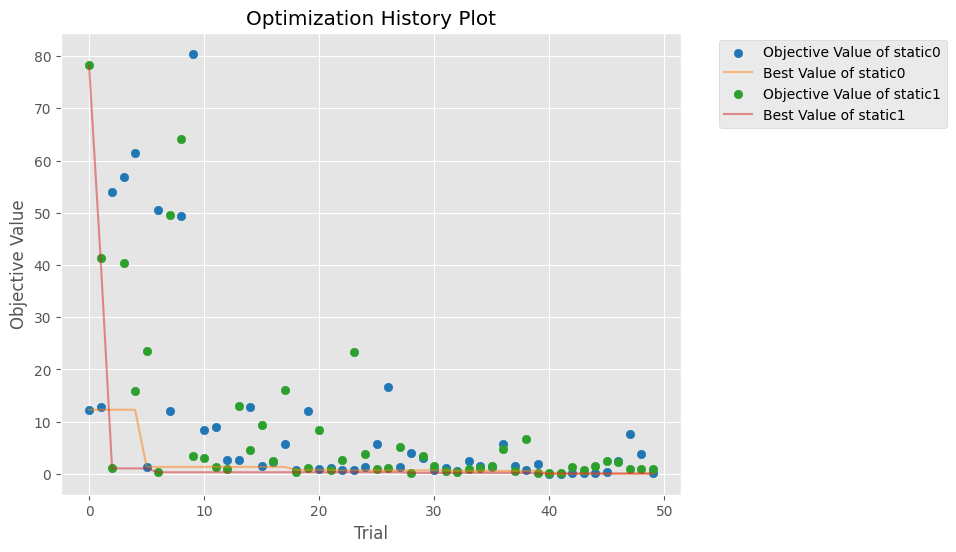 Optimization History Plot
Objective Value of static0
Best Value of static0
Objective Value of static1
Best Value of static1
80
70
60
50
40
30
20
10
0
Objective Value
0 10 20 30 40 50
Trial